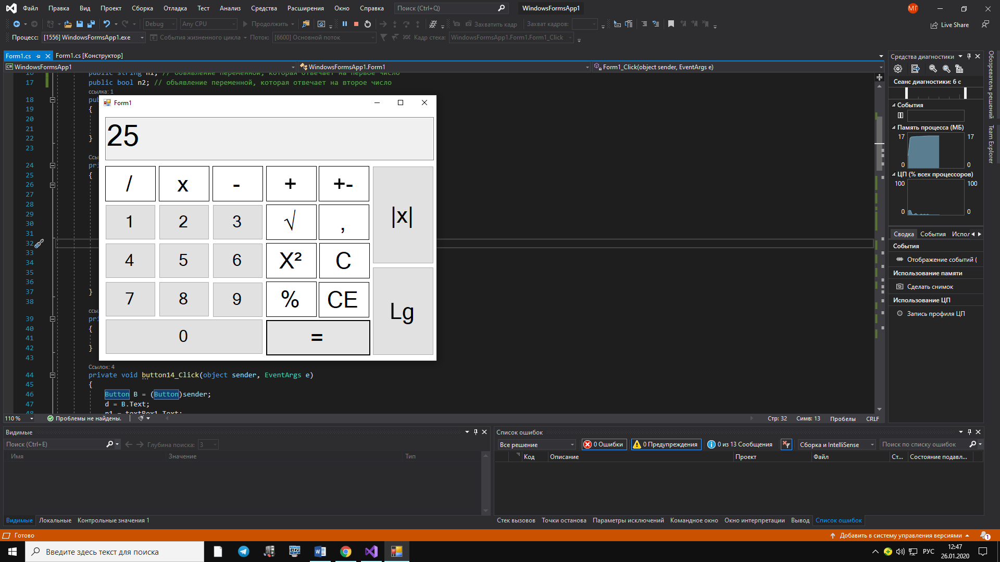 Файл Правка Вид Проект Сборка Отладка Тест Анализ Средства Расширения Окно Справка Поиск (Ctrl+Q) WindowsFormsApp1 МГ
Debug Any CPU Продолжить Захватить кадр Захват кадров: Live Share
Процесс: [1556] WindowsFormsApp1.exe События жизненного цикла Поток: [6600] Основной поток Кадр стека: WindowsFormsApp1.Form1.Form1_Click
Form1.cs Form1.cs [Конструктор]
WindowsFormsApp1 WindowsFormsApp1.Form1 Form1_Click(object sender, EventArgs e)
16 public string n1; // объявление переменной, которая отвечает на первое число
17 public bool n2; // объявление переменной, которая отвечает на второе число
ссылка: 1
18 pu
19 {
20
21
22 }
23
Ссы
24 pri
25 {
26
27
28
29
30
31
32
33
34
35
36
37 }
38
ссы
39 pri
40 {
41
42 }
43
Ссылок: 4
44 private void button14_Click(object sender, EventArgs e)
45 {
46 Button B = (Button)sender;
47 d = B.Text;
48 n1 = textBox1.Text;
Form1
25
/ x - + +-
1 2 3 √ , |x|
4 5 6 X² C
7 8 9 % CE Lg
0 =
110 % Проблемы не найдены. Стр: 32 Симв: 13 Пробелы CRLF
Средства диагностики
Сеанс диагностики: 6 с
События
Память процесса (МБ)
17 17
0 0
ЦП (% всех процессоров)
100 100
0 0
Сводка События Испол
События
Отображение событий (
Использование памяти
Сделать снимок
Использование ЦП
Запись профиля ЦП
Обозреватель решений
Team Explorer
Видимые
Поиск (Ctrl+E) Глубина поиска: 3
Имя Значение Тип
Видимые Локальные Контрольные значения 1
Список ошибок
Все решение 0 Ошибки 0 Предупреждения 0 из 13 Сообщения Сборка и IntelliSense Поиск по списку ошибок
Код Описание Проект Файл Ст... Состояние подавл...
Стек вызовов Точки останова Параметры исключений Командное окно Окно интерпретации Вывод Список ошибок
Готово Добавить в систему управления версиями 1
Введите здесь текст для поиска РУС 12:47
26.01.2020